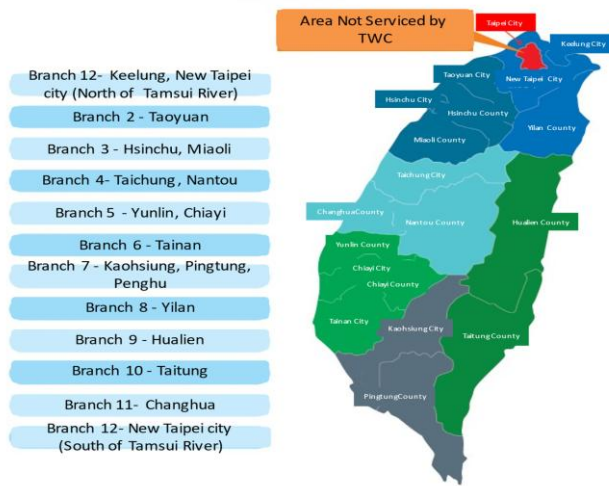 Area Not Serviced by
TWC
Taipei City
Keelung City
Taoyuan City
New Taipei City
Hsinchu City
Hsinchu County
Yilan County
Miaoli County
Taichung City
Changhua County
Nantou County
Hualien County
Yunlin County
Chiayi City
Chiayi County
Tainan City
Kaohsiung City
Taitung County
PingtungCounty
Branch 12- Keelung, New Taipei
city (North of Tamsui River)
Branch 2 - Taoyuan
Branch 3 - Hsinchu, Miaoli
Branch 4- Taichung, Nantou
Branch 5 - Yunlin, Chiayi
Branch 6 - Tainan
Branch 7 - Kaohsiung, Pingtung,
Penghu
Branch 8 - Yilan
Branch 9 - Hualien
Branch 10 - Taitung
Branch 11- Changhua
Branch 12- New Taipei city
(South of Tamsui River)